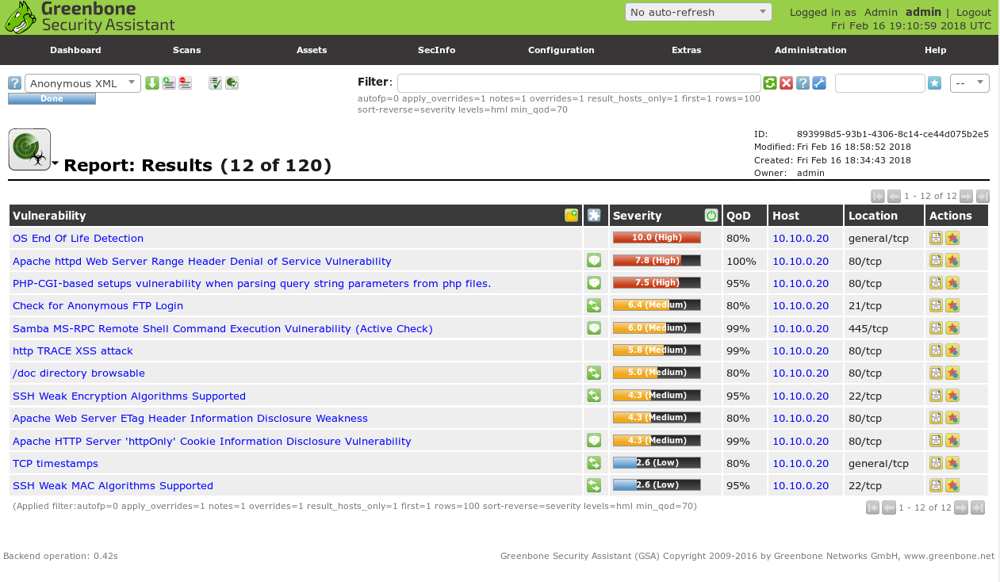 Greenbone
Security Assistant
No auto-refresh
Logged in as Admin admin | Logout
Fri Feb 16 19:10:59 2018 UTC
Dashboard Scans Assets SecInfo Configuration Extras Administration Help
? Anonymous XML Filter: ? --
Done
autofp=0 apply_overrides=1 notes=1 overrides=1 result_hosts_only=1 first=1 rows=100
sort-reverse=severity levels=hml min_qod=70
ID: 893998d5-93b1-4306-8c14-ce44d075b2e5
Modified: Fri Feb 16 18:58:52 2018
Created: Fri Feb 16 18:34:43 2018
Owner: admin
Report: Results (12 of 120)
1 - 12 of 12
Vulnerability Severity QoD Host Location Actions
OS End Of Life Detection 10.0 (High) 80% 10.10.0.20 general/tcp
Apache httpd Web Server Range Header Denial of Service Vulnerability 7.8 (High) 100% 10.10.0.20 80/tcp
PHP-CGI-based setups vulnerability when parsing query string parameters from php files. 7.5 (High) 95% 10.10.0.20 80/tcp
Check for Anonymous FTP Login 6.4 (Medium) 80% 10.10.0.20 21/tcp
Samba MS-RPC Remote Shell Command Execution Vulnerability (Active Check) 6.0 (Medium) 99% 10.10.0.20 445/tcp
http TRACE XSS attack 5.8 (Medium) 99% 10.10.0.20 80/tcp
/doc directory browsable 5.0 (Medium) 80% 10.10.0.20 80/tcp
SSH Weak Encryption Algorithms Supported 4.3 (Medium) 95% 10.10.0.20 22/tcp
Apache Web Server ETag Header Information Disclosure Weakness 4.3 (Medium) 80% 10.10.0.20 80/tcp
Apache HTTP Server 'httpOnly' Cookie Information Disclosure Vulnerability 4.3 (Medium) 99% 10.10.0.20 80/tcp
TCP timestamps 2.6 (Low) 80% 10.10.0.20 general/tcp
SSH Weak MAC Algorithms Supported 2.6 (Low) 95% 10.10.0.20 22/tcp
(Applied filter:autofp=0 apply_overrides=1 notes=1 overrides=1 result_hosts_only=1 first=1 rows=100 sort-reverse=severity levels=hml min_qod=70)
1 - 12 of 12
Backend operation: 0.42s
Greenbone Security Assistant (GSA) Copyright 2009-2016 by Greenbone Networks GmbH, www.greenbone.net